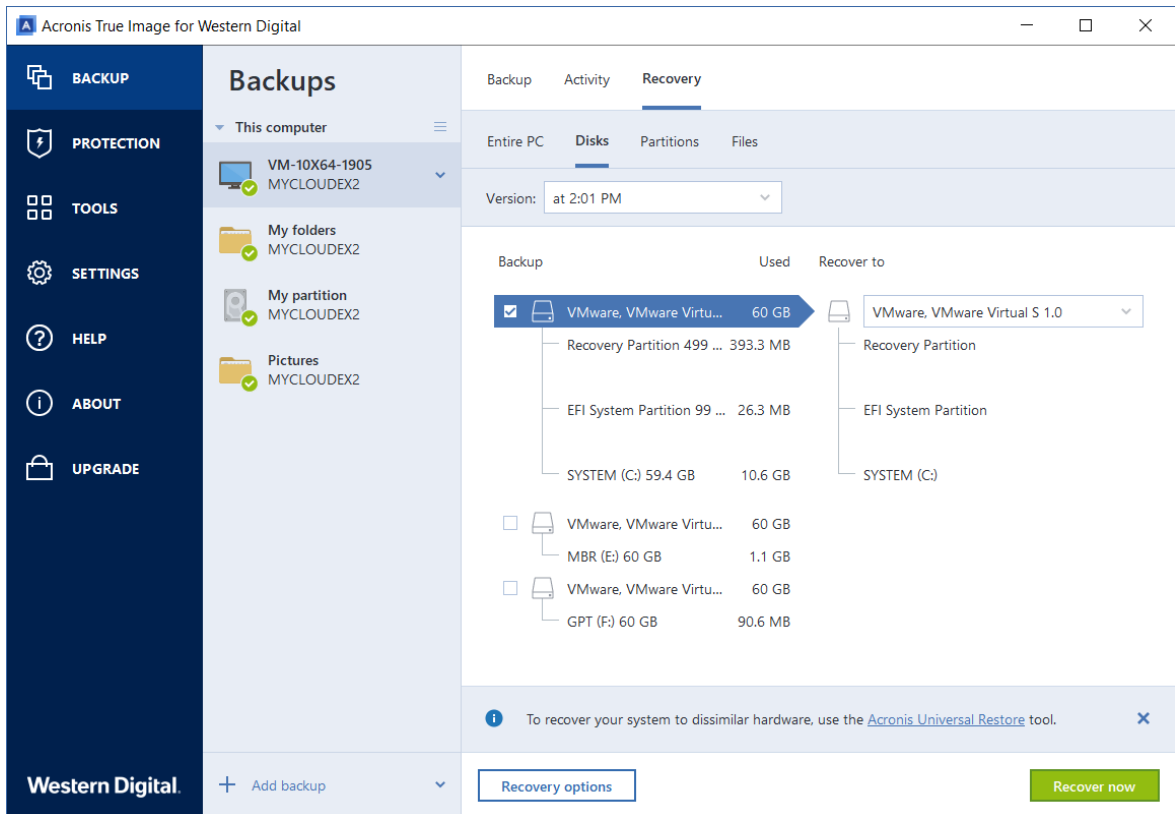 Acronis True Image for Western Digital
BACKUP
PROTECTION
TOOLS
SETTINGS
HELP
ABOUT
UPGRADE
Western Digital.
Backups
This computer
VM-10X64-1905
MYCLOUDEX2
My folders
MYCLOUDEX2
My partition
MYCLOUDEX2
Pictures
MYCLOUDEX2
Add backup
Backup Activity Recovery
Entire PC Disks Partitions Files
Version: at 2:01 PM
Backup Used Recover to
VMware, VMware Virtu... 60 GB VMware, VMware Virtual S 1.0
Recovery Partition 499 ... 393.3 MB Recovery Partition
EFI System Partition 99 ... 26.3 MB EFI System Partition
SYSTEM (C:) 59.4 GB 10.6 GB SYSTEM (C:)
VMware, VMware Virtu... 60 GB
MBR (E:) 60 GB 1.1 GB
VMware, VMware Virtu... 60 GB
GPT (F:) 60 GB 90.6 MB
To recover your system to dissimilar hardware, use the Acronis Universal Restore tool.
Recovery options Recover now